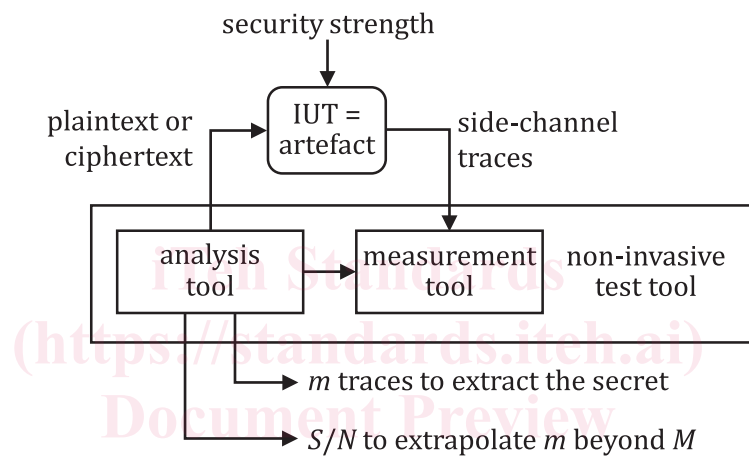 security strength
plaintext or
ciphertext
IUT =
artefact
side-channel
traces
analysis
tool
measurement
tool
non-invasive
test tool
iTeh Standards
(https://standards.iteh.ai)
m traces to extract the secret
Document Preview
S/N to extrapolate m beyond M